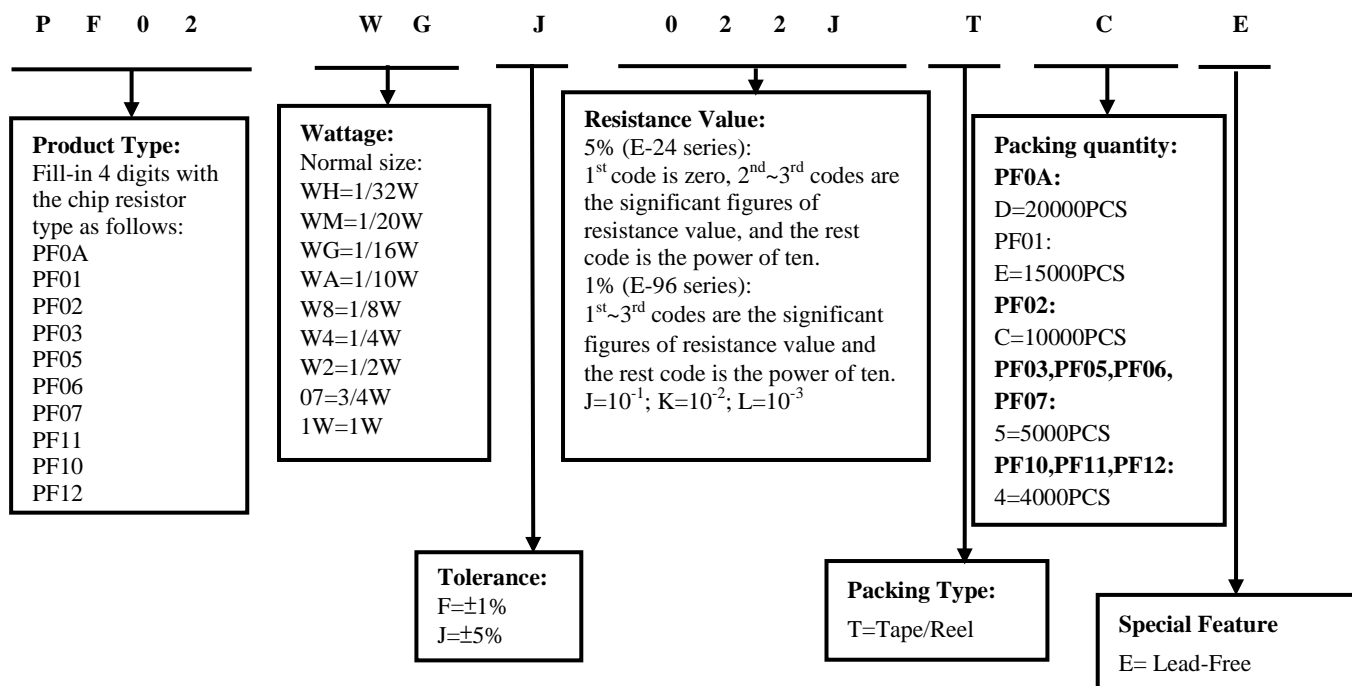 P F 0 2 W G J 0 2 2 J T C E
Product Type:
Fill-in 4 digits with
the chip resistor
type as follows:
PF0A
PF01
PF02
PF03
PF05
PF06
PF07
PF11
PF10
PF12
Wattage:
Normal size:
WH=1/32W
WM=1/20W
WG=1/16W
WA=1/10W
W8=1/8W
W4=1/4W
W2=1/2W
07=3/4W
1W=1W
Tolerance:
F=±1%
J=±5%
Resistance Value:
5% (E-24 series):
1st code is zero, 2nd~3rd codes are
the significant figures of
resistance value, and the rest
code is the power of ten.
1% (E-96 series):
1st~3rd codes are the significant
figures of resistance value and
the rest code is the power of ten.
J=10-1; K=10-2; L=10-3
Packing Type:
T=Tape/Reel
Packing quantity:
PF0A:
D=20000PCS
PF01:
E=15000PCS
PF02:
C=10000PCS
PF03,PF05,PF06,
PF07:
5=5000PCS
PF10,PF11,PF12:
4=4000PCS
Special Feature
E= Lead-Free